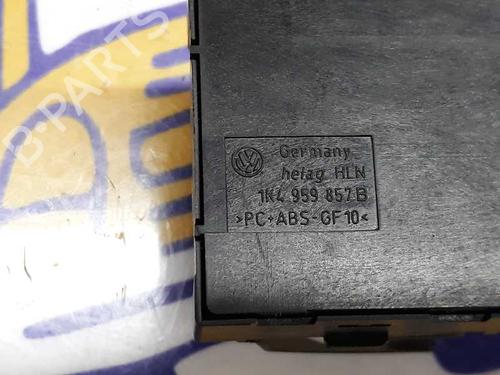 B-PARTS
Germany
helag HLN
1K4 959 857 B
>PC+ABS-GF10<